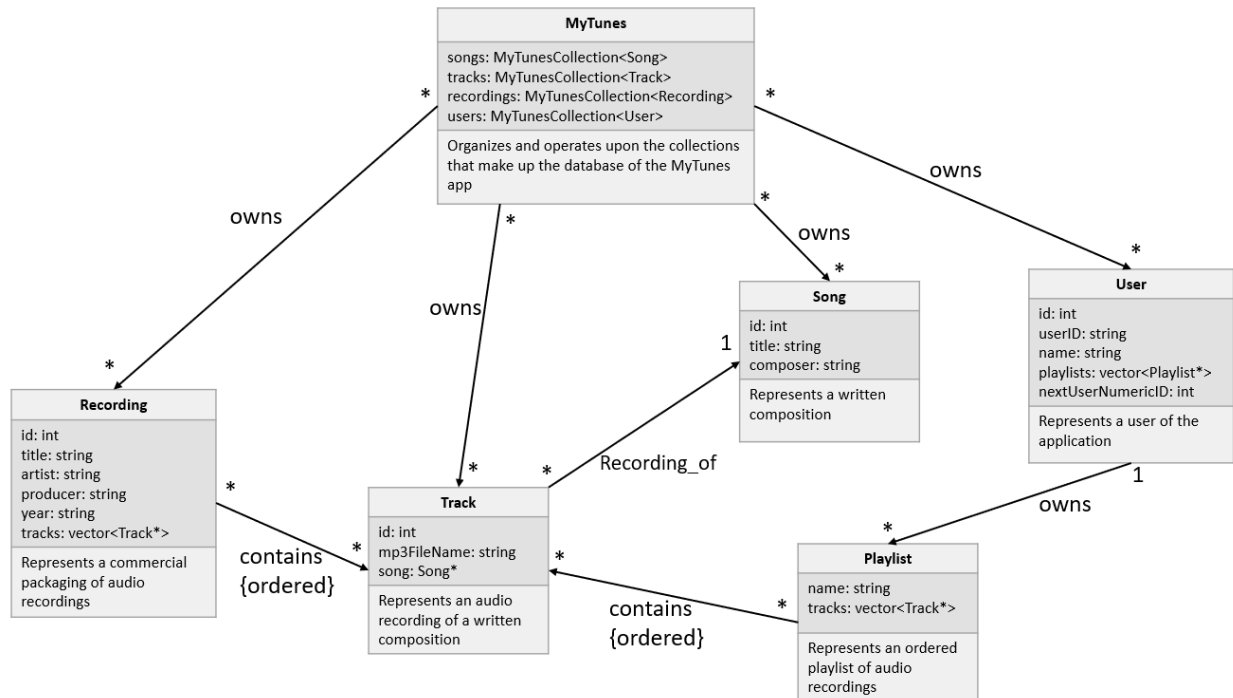 MyTunes
songs: MyTunesCollection<Song>
tracks: MyTunesCollection<Track>
recordings: MyTunesCollection<Recording>
users: MyTunesCollection<User>
Organizes and operates upon the collections
that make up the database of the MyTunes
app
*
*
*
*
owns
owns
owns
owns
*
*
*
*
Song
id: int
title: string
composer: string
Represents a written
composition
User
id: int
userID: string
name: string
playlists: vector<Playlist*>
nextUserNumericID: int
Represents a user of the
application
Recording
id: int
title: string
artist: string
producer: string
year: string
tracks: vector<Track*>
Represents a commercial
packaging of audio
recordings
1
Recording_of
*
1
owns
*
*
contains
{ordered}
*
Track
id: int
mp3FileName: string
song: Song*
Represents an audio
recording of a written
composition
*
contains
{ordered}
*
Playlist
name: string
tracks: vector<Track*>
Represents an ordered
playlist of audio
recordings